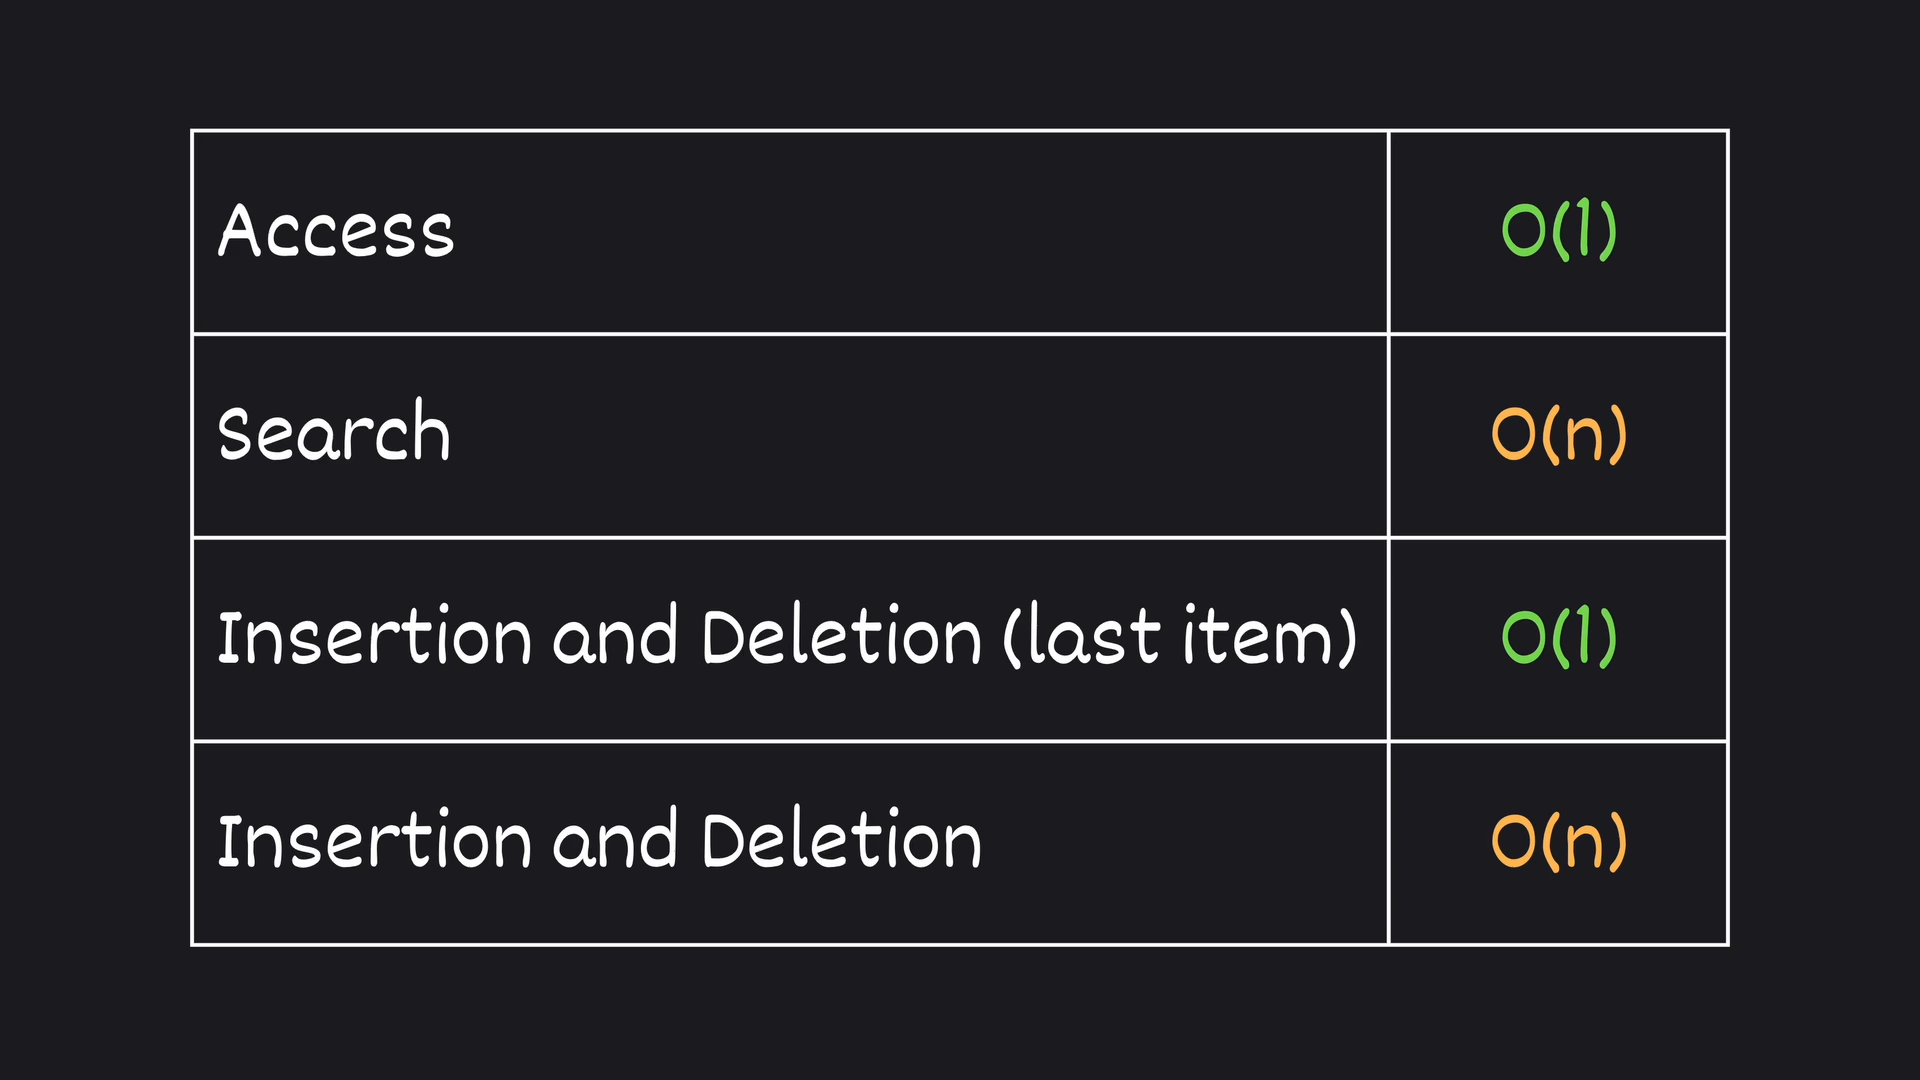 Access O(1)
Search O(n)
Insertion and Deletion (last item) O(1)
Insertion and Deletion O(n)